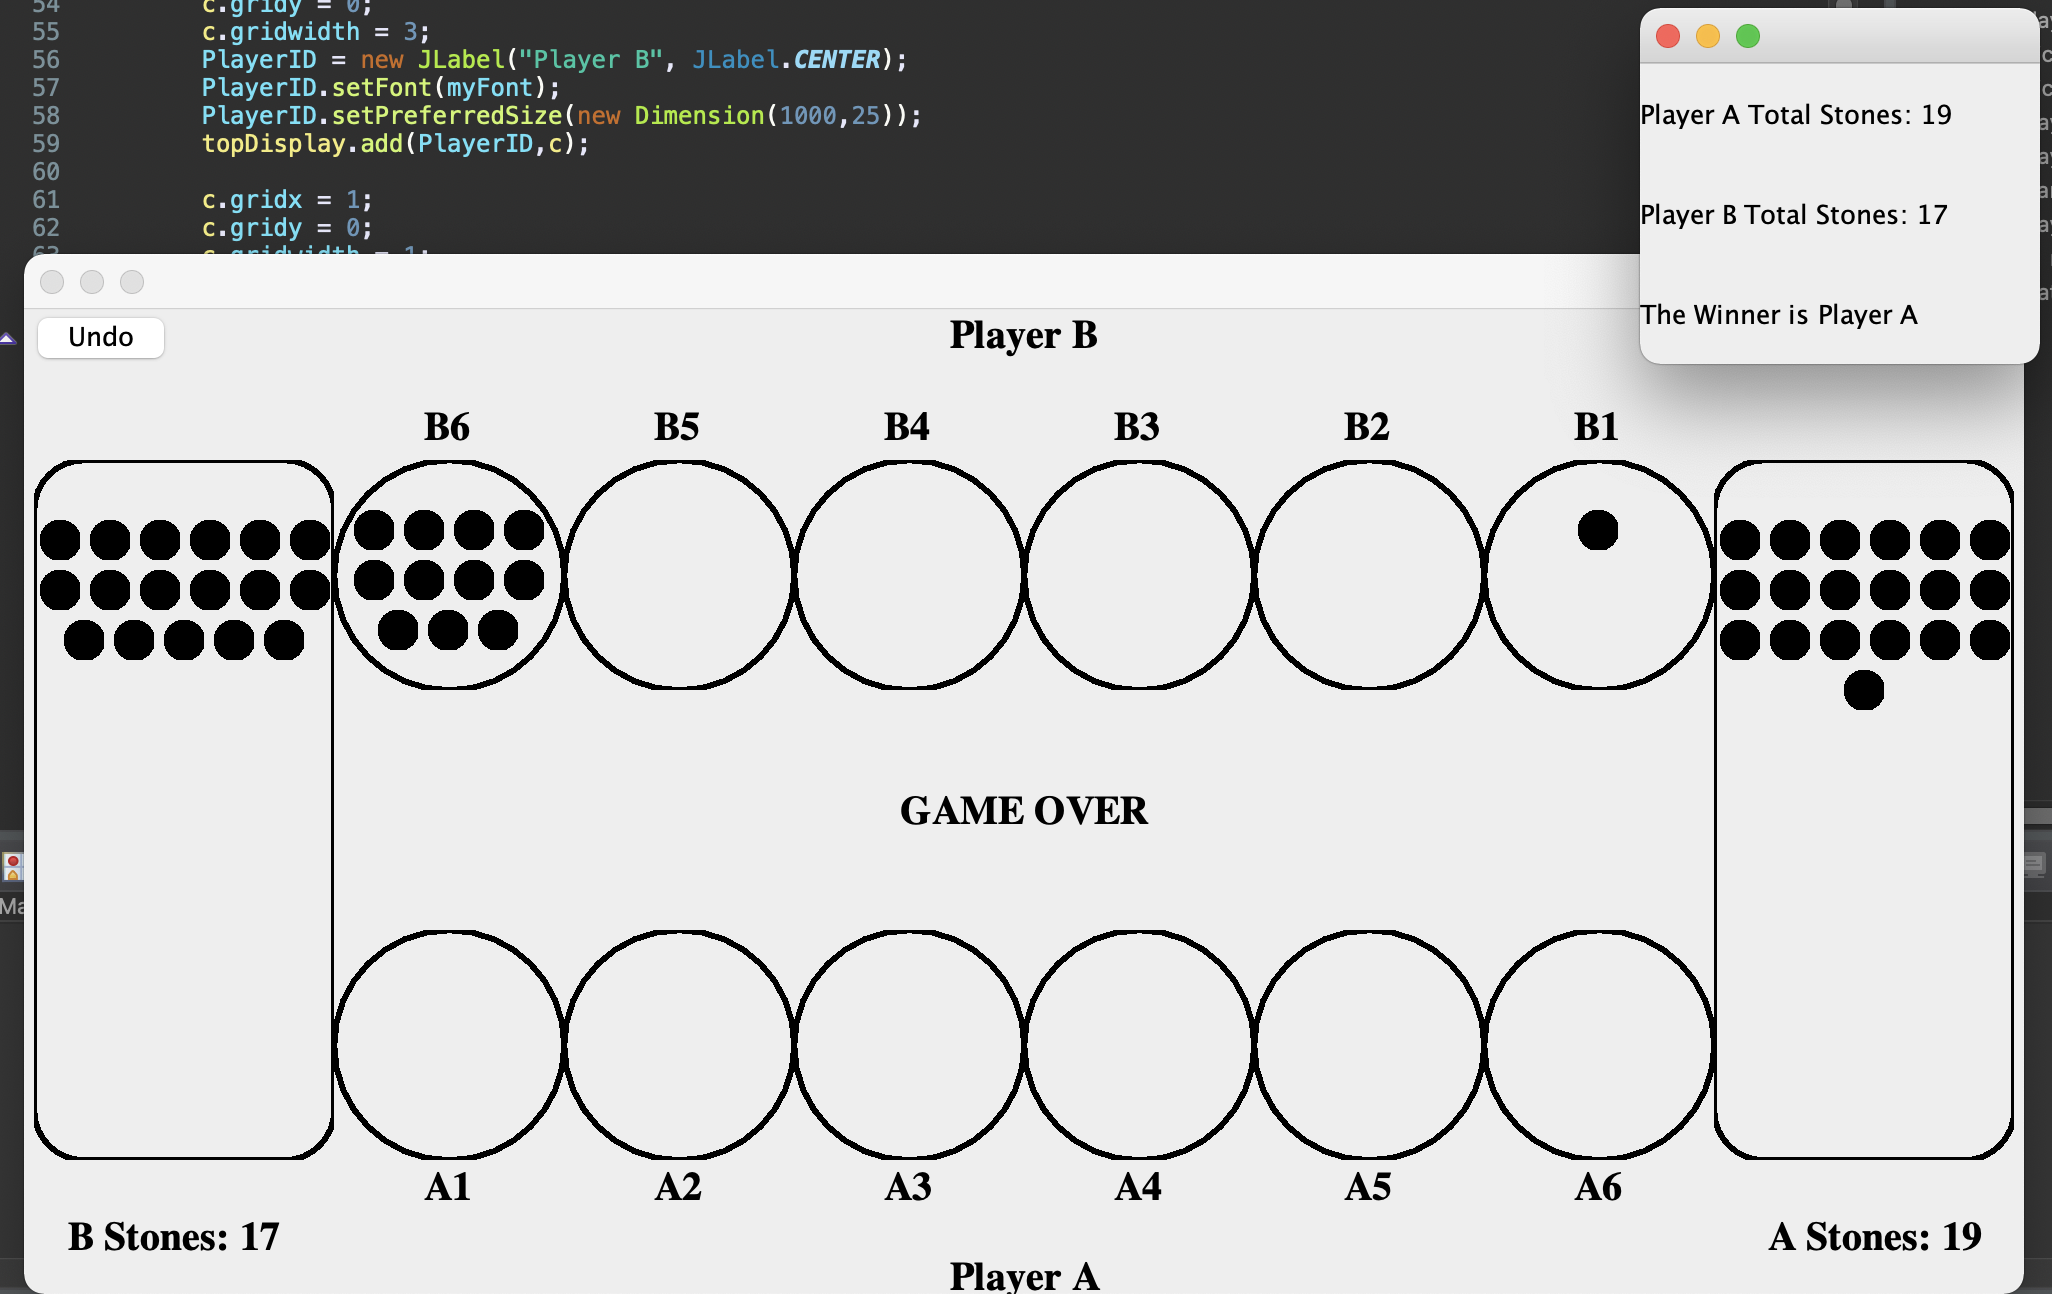 54 c.gridy = 0;
55 c.gridwidth = 3;
56 PlayerID = new JLabel("Player B", JLabel.CENTER);
57 PlayerID.setFont(myFont);
58 PlayerID.setPreferredSize(new Dimension(1000,25));
59 topDisplay.add(PlayerID,c);
60
61 c.gridx = 1;
62 c.gridy = 0;
63 c.gridwidth = 1;
Player A Total Stones: 19
Player B Total Stones: 17
The Winner is Player A
Undo
Player B
B6 B5 B4 B3 B2 B1
GAME OVER
Ma
A1 A2 A3 A4 A5 A6
B Stones: 17
A Stones: 19
Player A